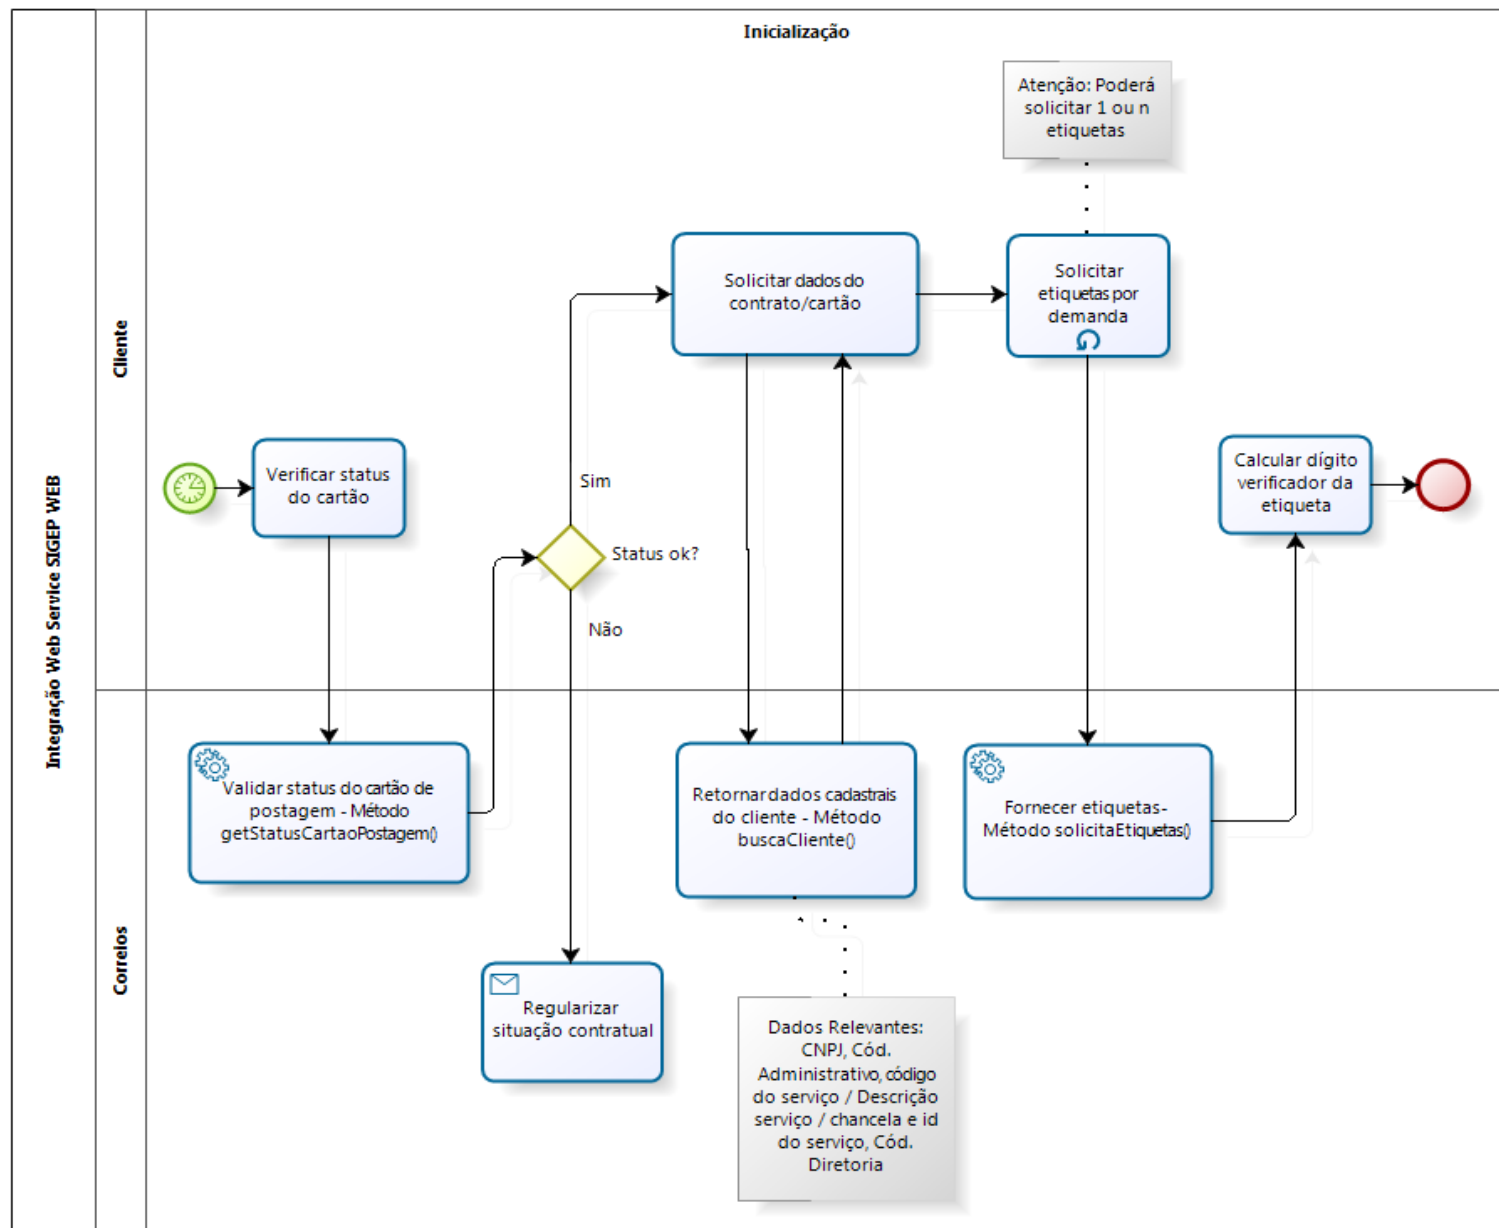 Inicialização
Integração Web Service SIGEP WEB
Cliente
Atenção: Poderá
solicitar 1 ou n
etiquetas
Solicitar dados do
contrato/cartão
Solicitar
etiquetas por
demanda
Verificar status
do cartão
Sim
Status ok?
Não
Calcular dígito
verificador da
etiqueta
Correios
Validar status do cartão de
postagem - Método
getStatusCartaoPostagem()
Retornar dados cadastrais
do cliente - Método
buscaCliente()
Fornecer etiquetas-
Método solicitaEtiquetas()
Regularizar
situação contratual
Dados Relevantes:
CNPJ, Cód.
Administrativo, código
do serviço / Descrição
serviço / chancela e id
do serviço, Cód.
Diretoria